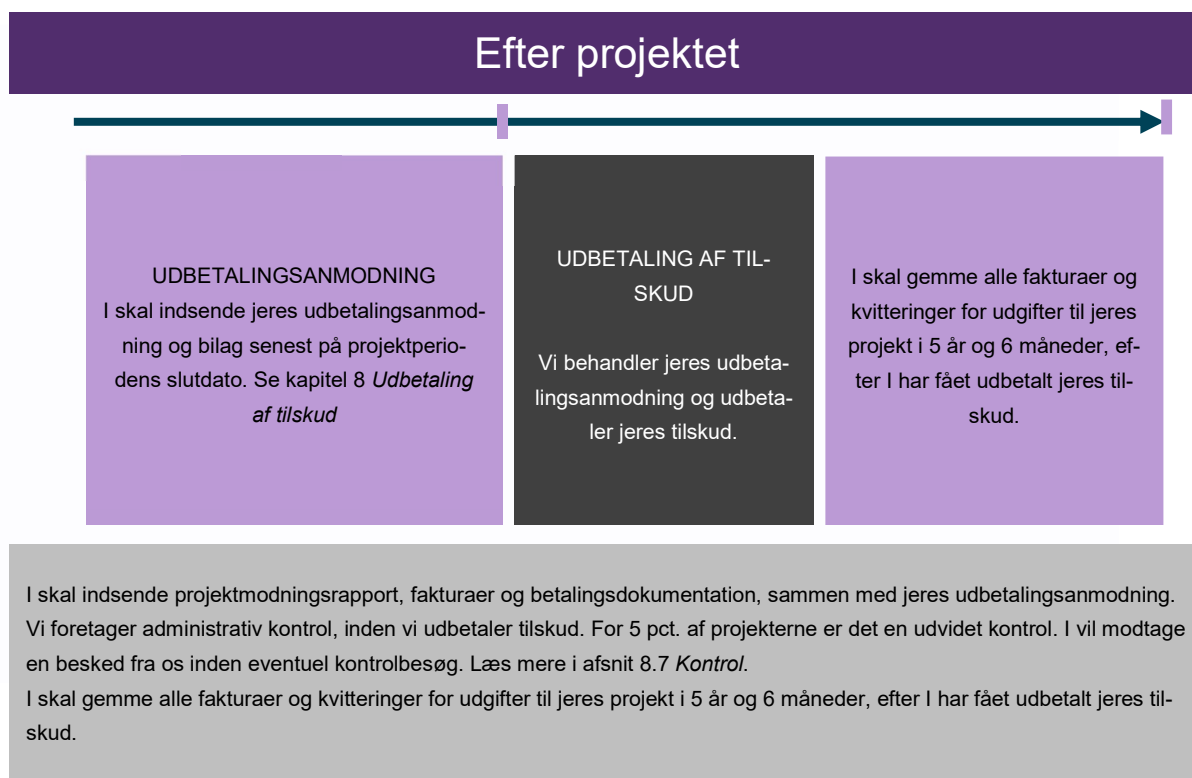 Efter projektet
UDBETALINGSANMODNING
I skal indsende jeres udbetalingsanmod-
ning og bilag senest på projektperio-
dens slutdato. Se kapitel 8 Udbetaling
af tilskud
UDBETALING AF TIL-
SKUD
Vi behandler jeres udbeta-
lingsanmodning og udbeta-
ler jeres tilskud.
I skal gemme alle fakturaer og
kvitteringer for udgifter til jeres
projekt i 5 år og 6 måneder, ef-
ter I har fået udbetalt jeres til-
skud.
I skal indsende projektmodningsrapport, fakturaer og betalingsdokumentation, sammen med jeres udbetalingsanmodning.
Vi foretager administrativ kontrol, inden vi udbetaler tilskud. For 5 pct. af projekterne er det en udvidet kontrol. I vil modtage
en besked fra os inden eventuel kontrolbesøg. Læs mere i afsnit 8.7 Kontrol.
I skal gemme alle fakturaer og kvitteringer for udgifter til jeres projekt i 5 år og 6 måneder, efter I har fået udbetalt jeres til-
skud.